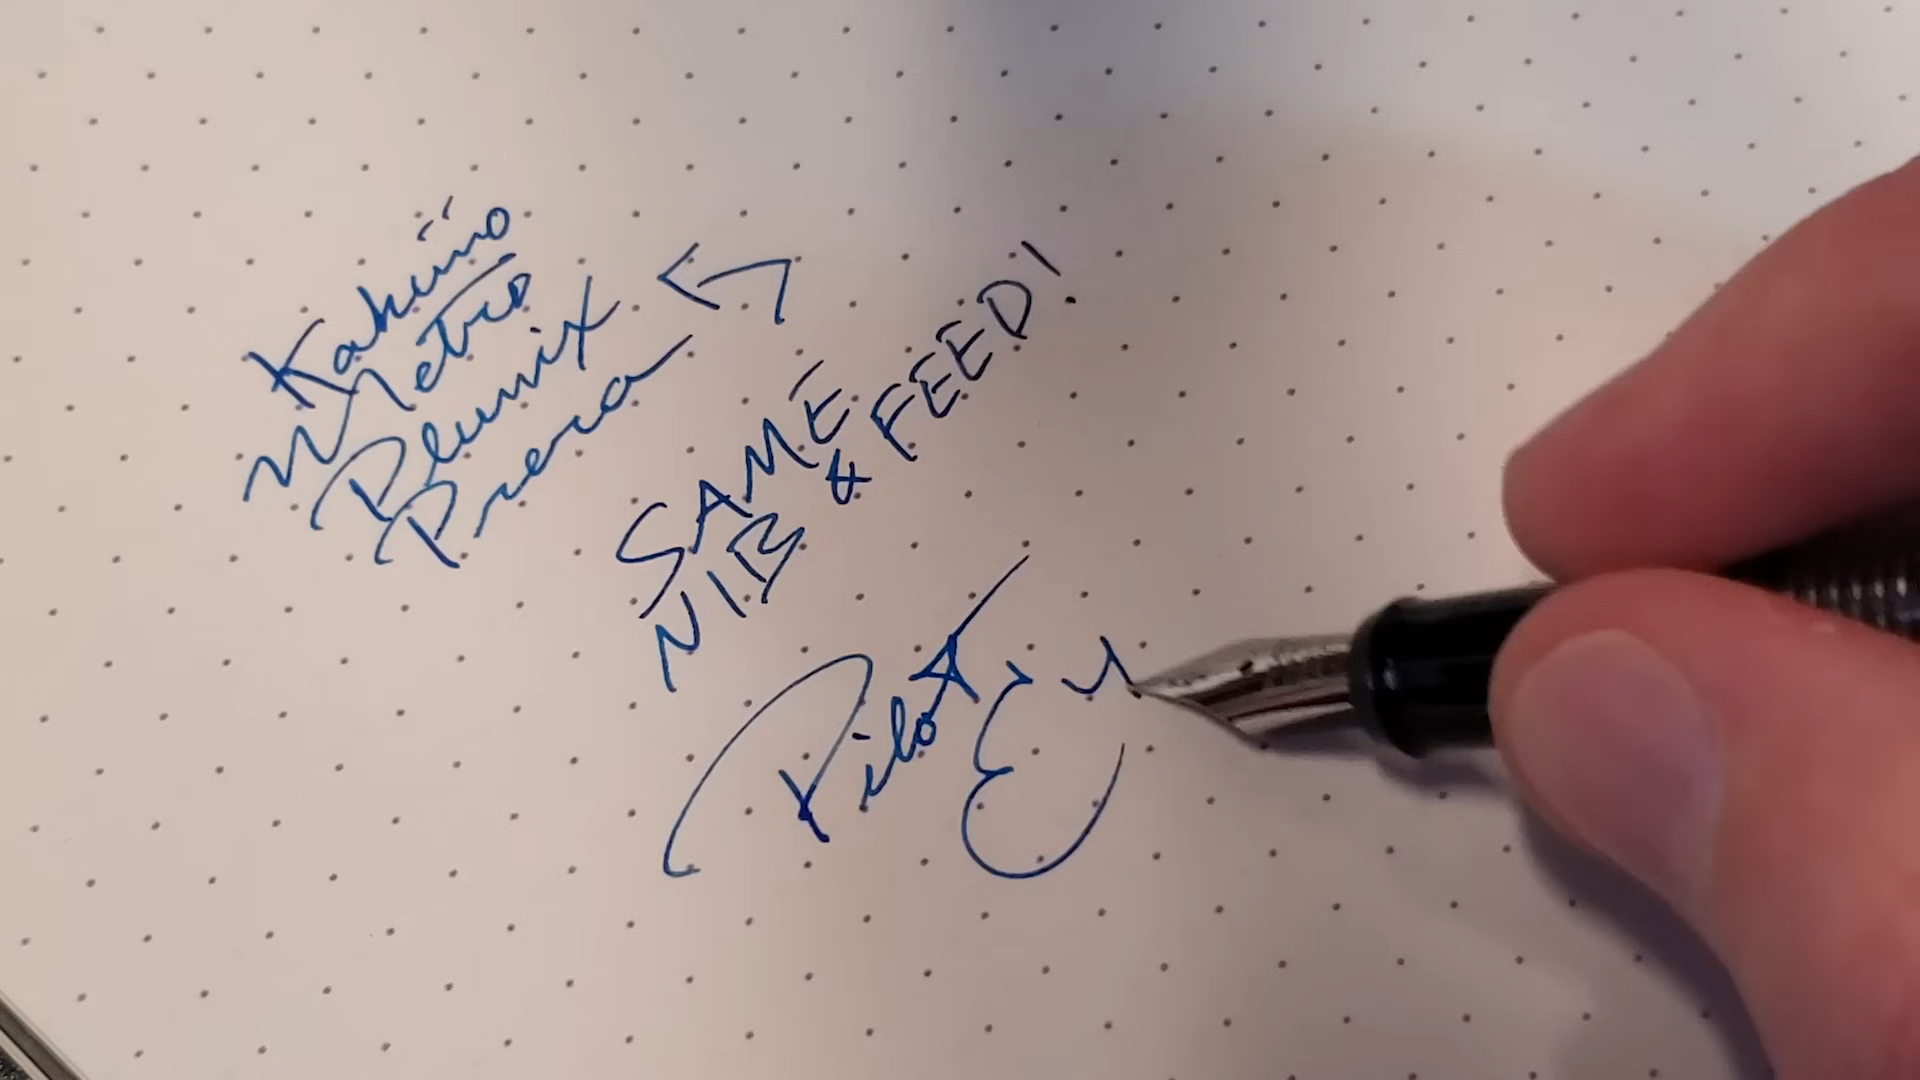 Kakuno
Metro
Plumix
Prera
SAME
NIB & FEED!
Pilot E